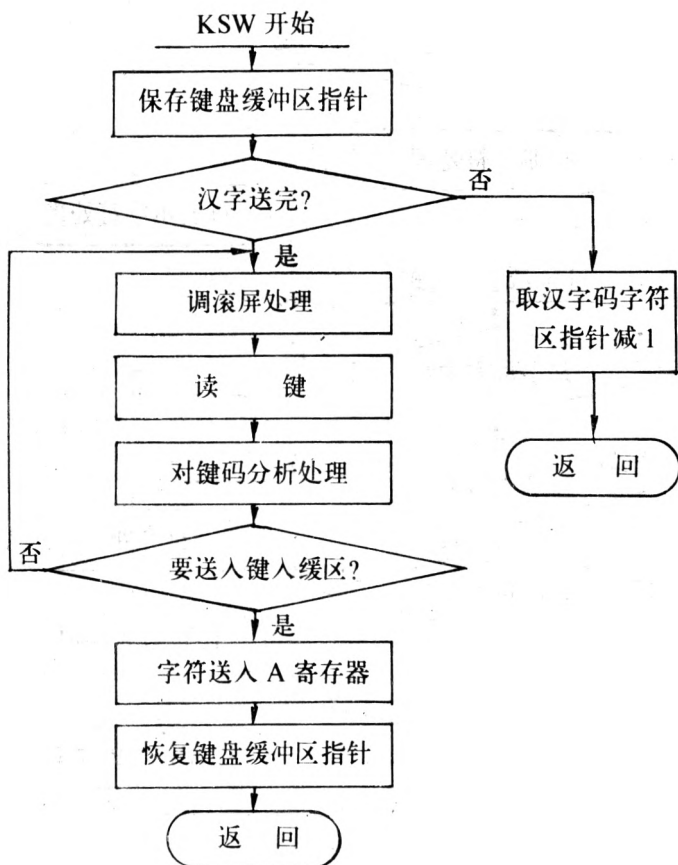 KSW 开始
保存键盘缓冲区指针
汉字送完?
否
是
调滚屏处理
取汉字码字符
区指针减 1
读 键
对键码分析处理
返 回
否
要送入键入缓区?
是
字符送入 A 寄存器
恢复键盘缓冲区指针
返 回